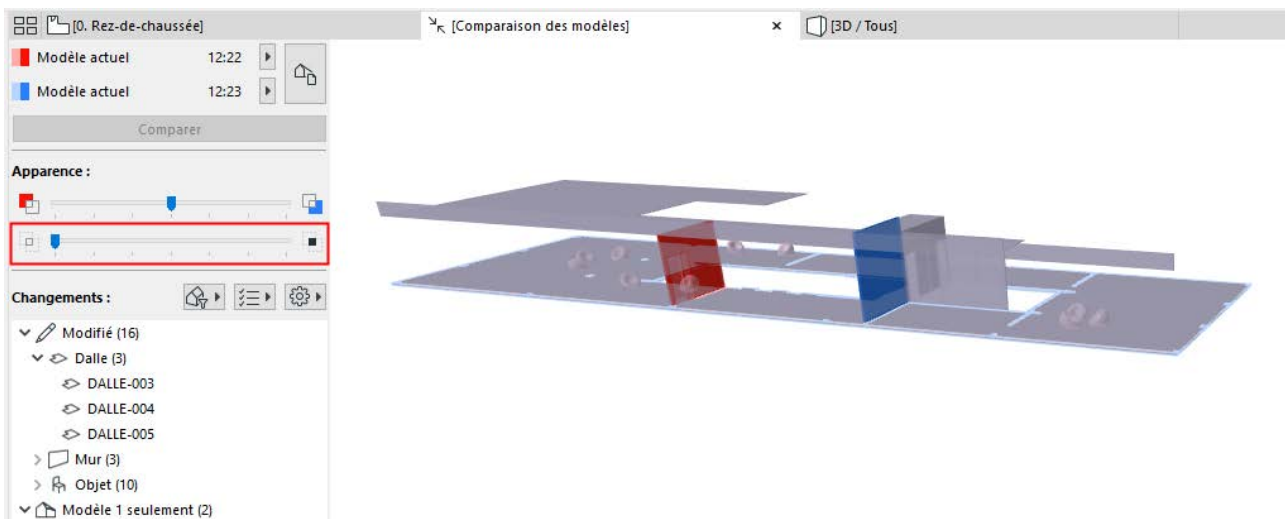 [0. Rez-de-chaussée] [Comparaison des modèles] [3D / Tous]
Modèle actuel 12:22
Modèle actuel 12:23
Comparer
Apparence :
Changements :
Modifié (16)
Dalle (3)
DALLE-003
DALLE-004
DALLE-005
Mur (3)
Objet (10)
Modèle 1 seulement (2)